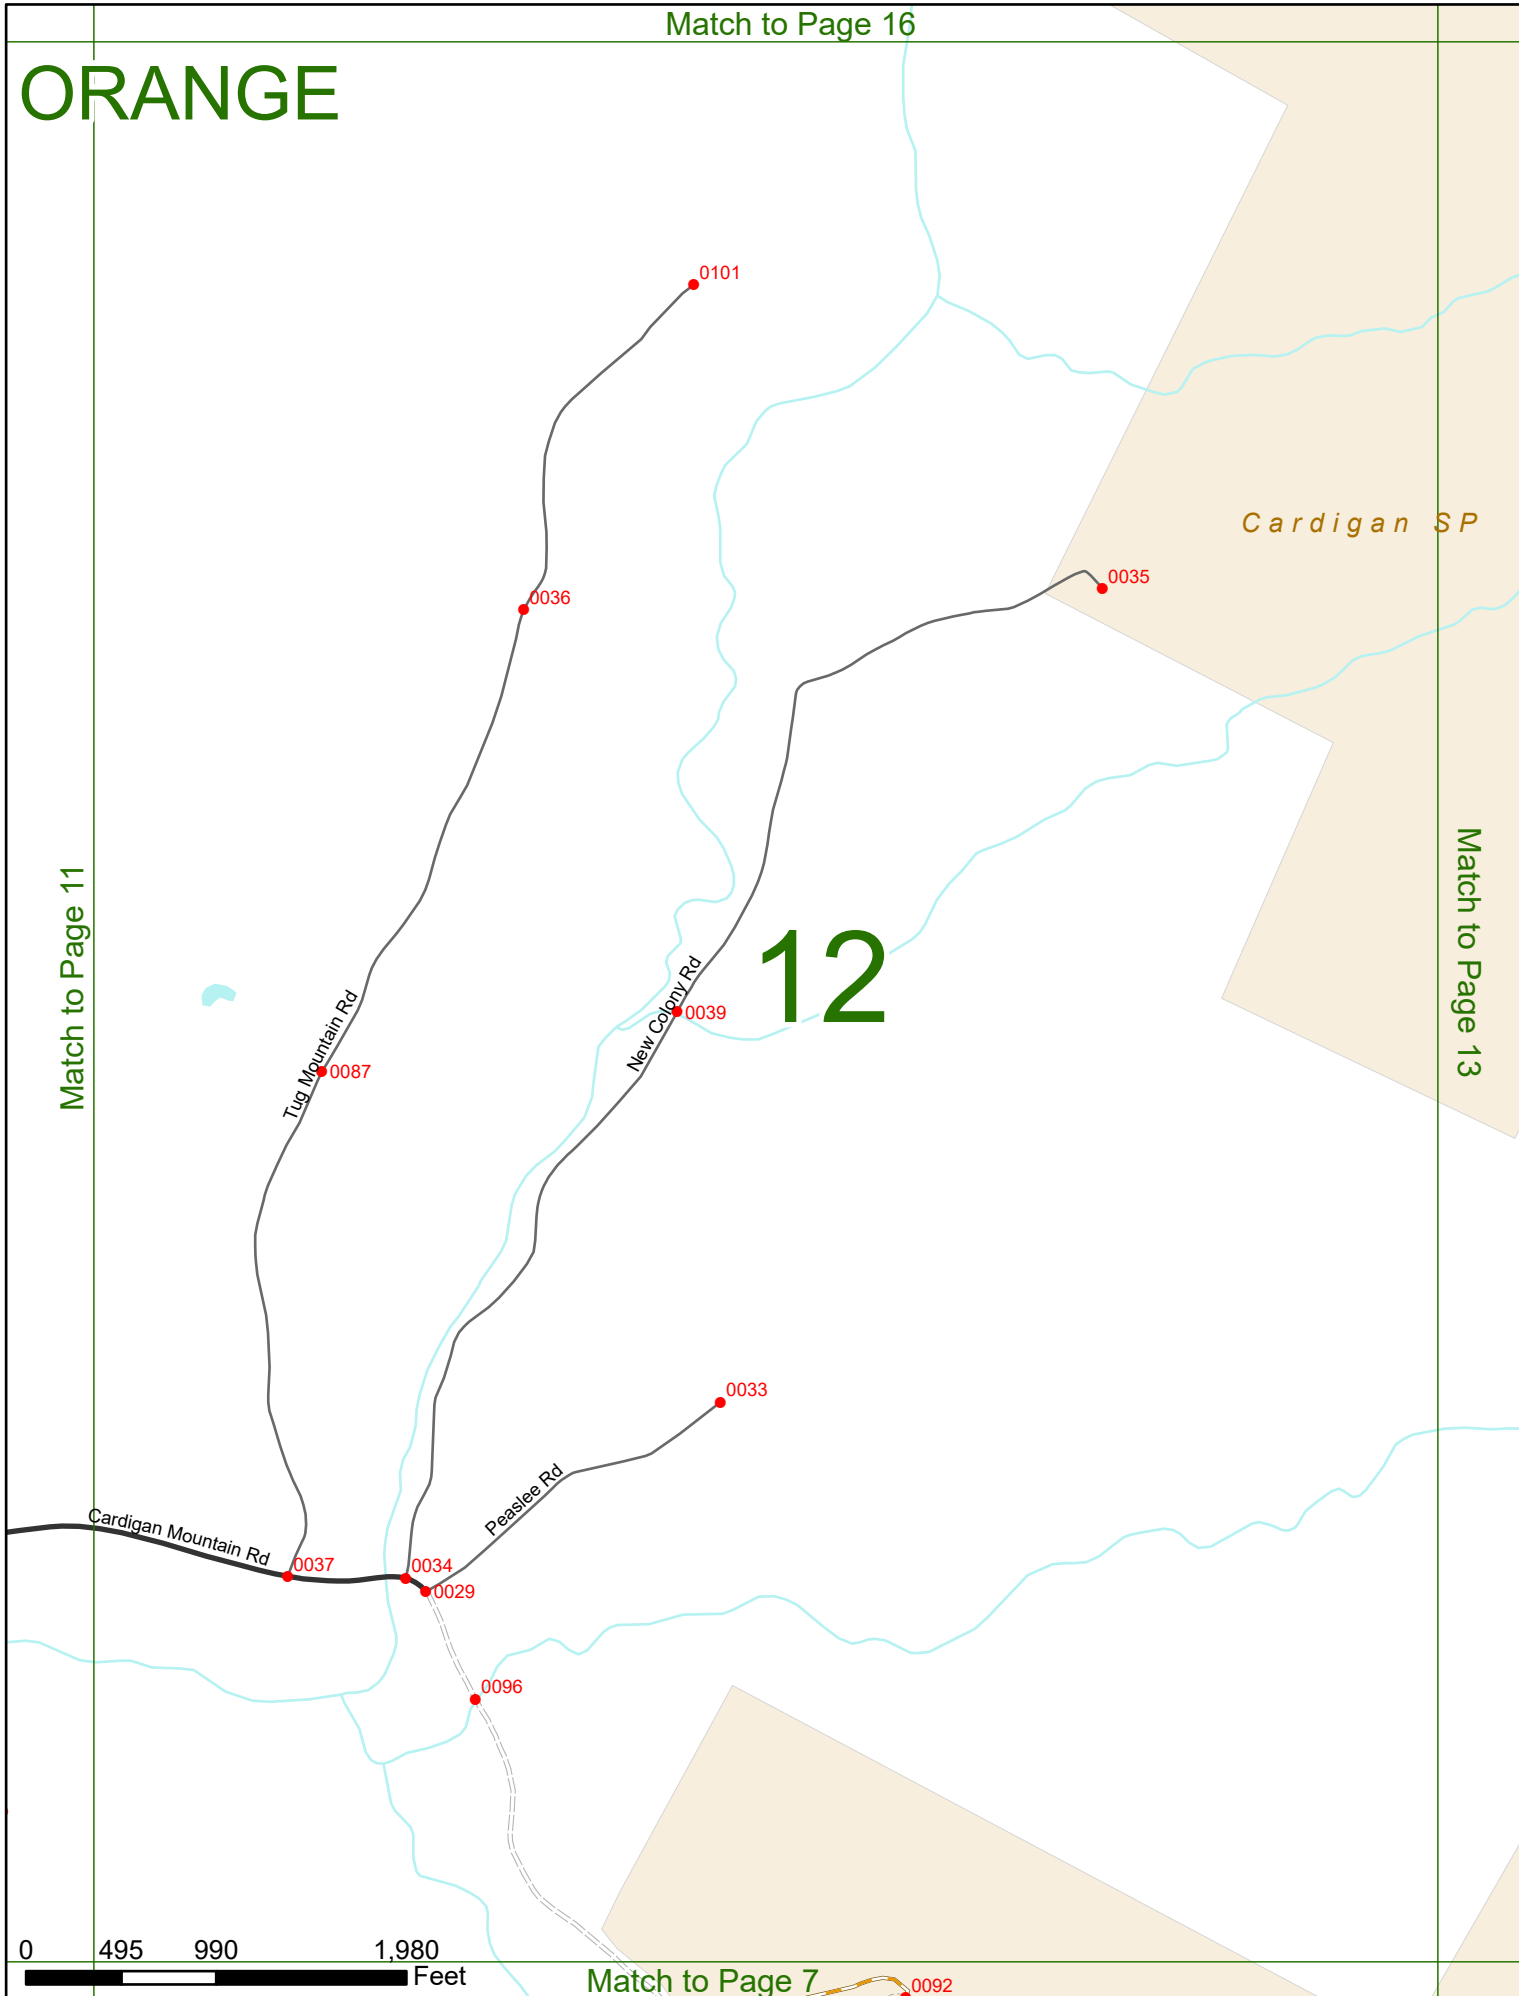 Match to Page 16
ORANGE
0101
Cardigan SP
0035
0036
Match to Page 11
Match to Page 13
12
New Colony Rd
0039
Tug Mountain Rd
0087
0033
Peaslee Rd
Cardigan Mountain Rd
0037
0034
0029
0096
0 495 990 1,980
Feet
Match to Page 7
0092